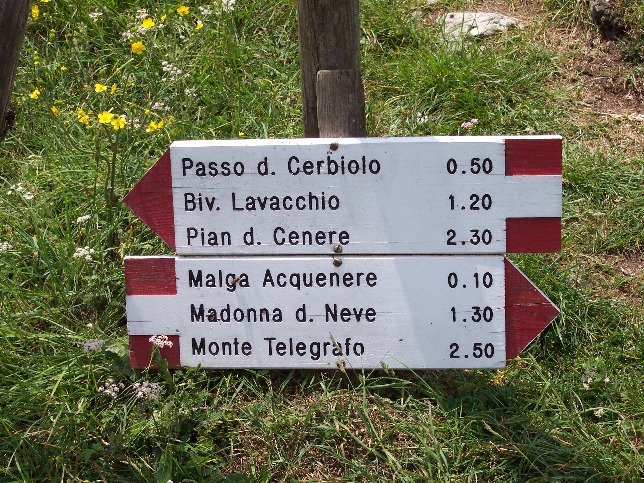 Passo d. Cerbiolo 0.50
Biv. Lavacchio 1.20
Pian d. Cenere 2.30
Malga Acquenere 0.10
Madonna d. Neve 1.30
Monte Telegrafo 2.50